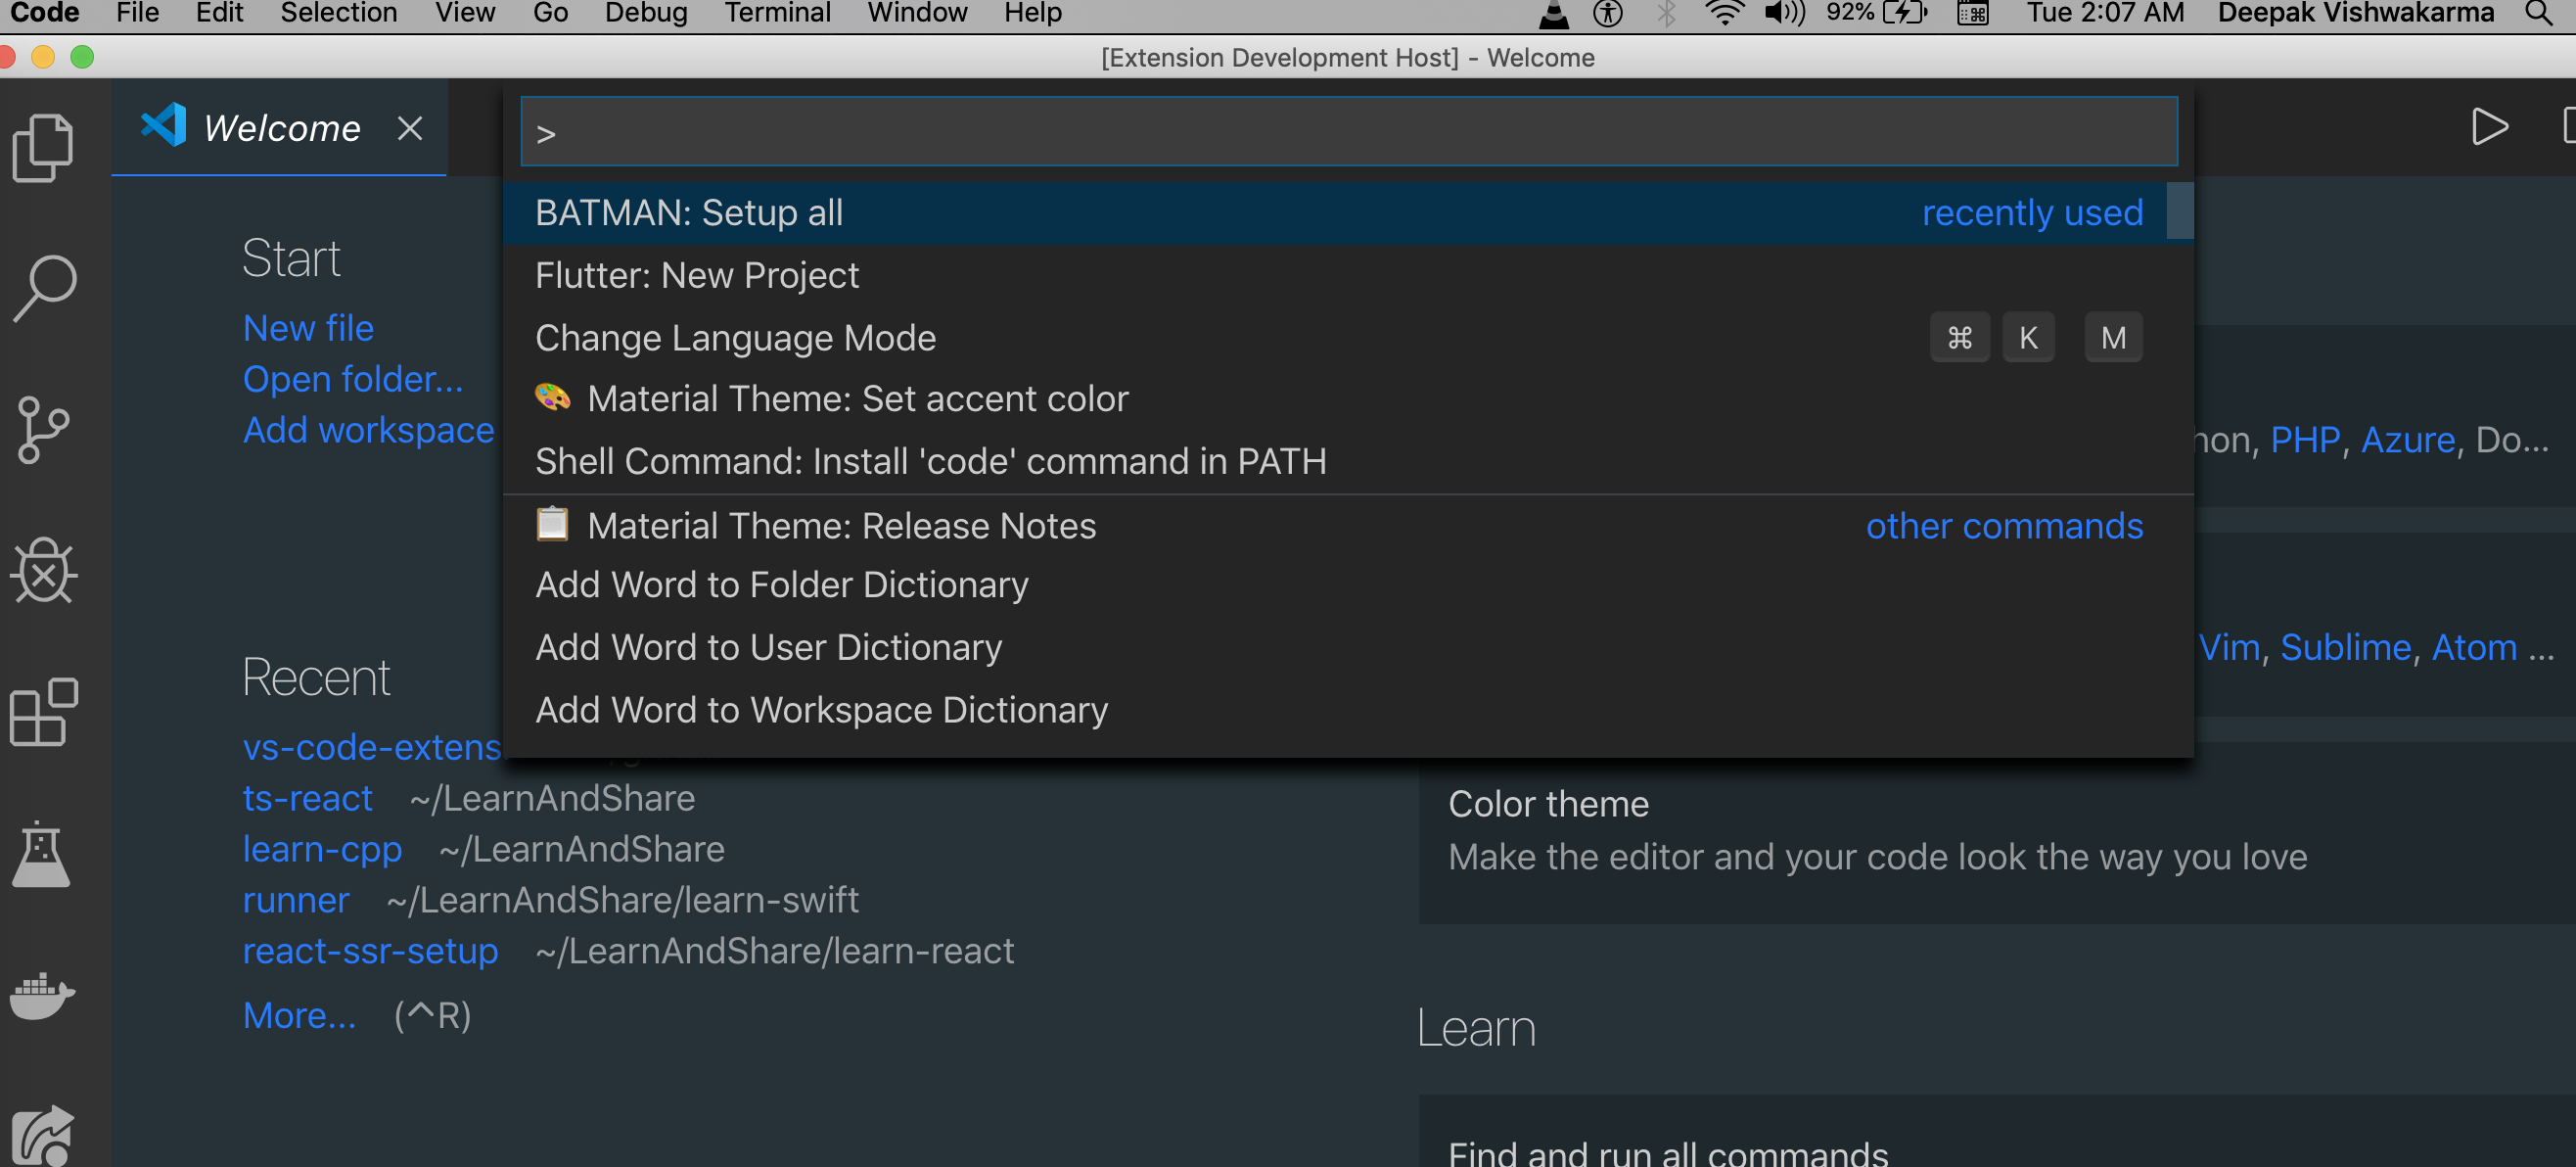 Code File Edit Selection View Go Debug Terminal Window Help 92% Tue 2:07 AM Deepak Vishwakarma
[Extension Development Host] - Welcome
Welcome
>
BATMAN: Setup all recently used
Flutter: New Project
Change Language Mode ⌘ K M
Material Theme: Set accent color
Shell Command: Install 'code' command in PATH
Material Theme: Release Notes other commands
Add Word to Folder Dictionary
Add Word to User Dictionary
Add Word to Workspace Dictionary
Start
New file
Open folder...
Add workspace
Recent
vs-code-extens
ts-react ~/LearnAndShare
learn-cpp ~/LearnAndShare
runner ~/LearnAndShare/learn-swift
react-ssr-setup ~/LearnAndShare/learn-react
More... (^R)
hon, PHP, Azure, Do...
Vim, Sublime, Atom ...
Color theme
Make the editor and your code look the way you love
Learn
Find and run all commands